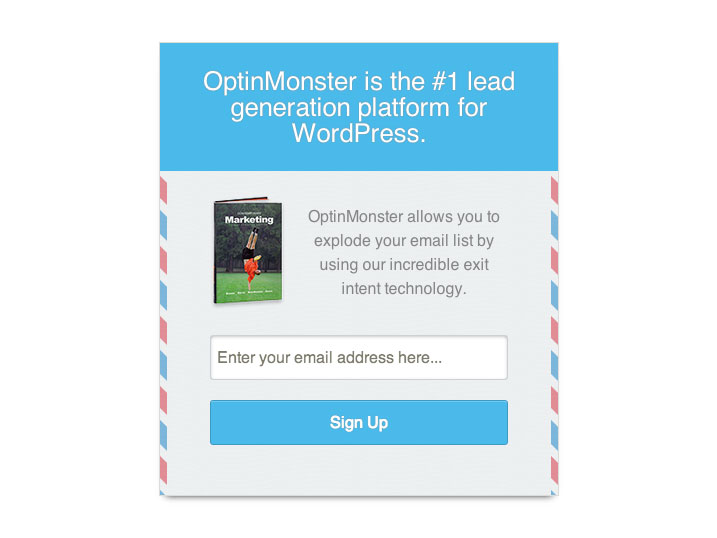 OptinMonster is the #1 lead
generation platform for
WordPress.
Marketing
OptinMonster allows you to
explode your email list by
using our incredible exit
intent technology.
Enter your email address here...
Sign Up